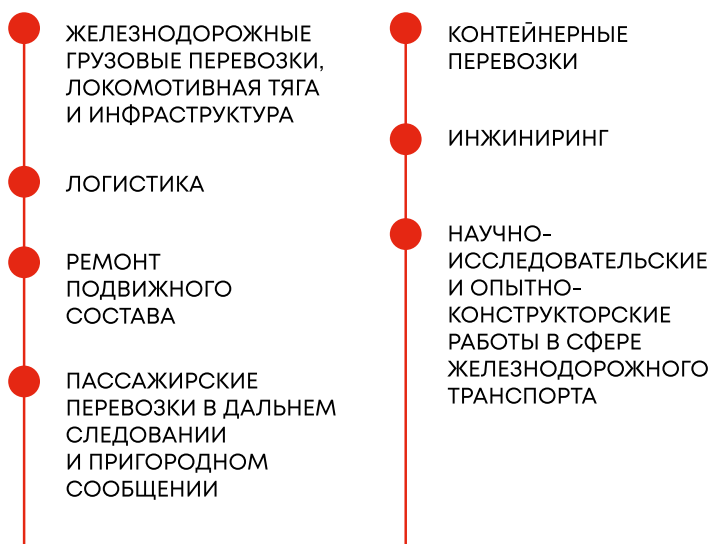 ЖЕЛЕЗНОДОРОЖНЫЕ
ГРУЗОВЫЕ ПЕРЕВОЗКИ,
ЛОКОМОТИВНАЯ ТЯГА
И ИНФРАСТРУКТУРА
ЛОГИСТИКА
РЕМОНТ
ПОДВИЖНОГО
СОСТАВА
ПАССАЖИРСКИЕ
ПЕРЕВОЗКИ В ДАЛЬНЕМ
СЛЕДОВАНИИ
И ПРИГОРОДНОМ
СООБЩЕНИИ
КОНТЕЙНЕРНЫЕ
ПЕРЕВОЗКИ
ИНЖИНИРИНГ
НАУЧНО-
ИССЛЕДОВАТЕЛЬСКИЕ
И ОПЫТНО-
КОНСТРУКТОРСКИЕ
РАБОТЫ В СФЕРЕ
ЖЕЛЕЗНОДОРОЖНОГО
ТРАНСПОРТА